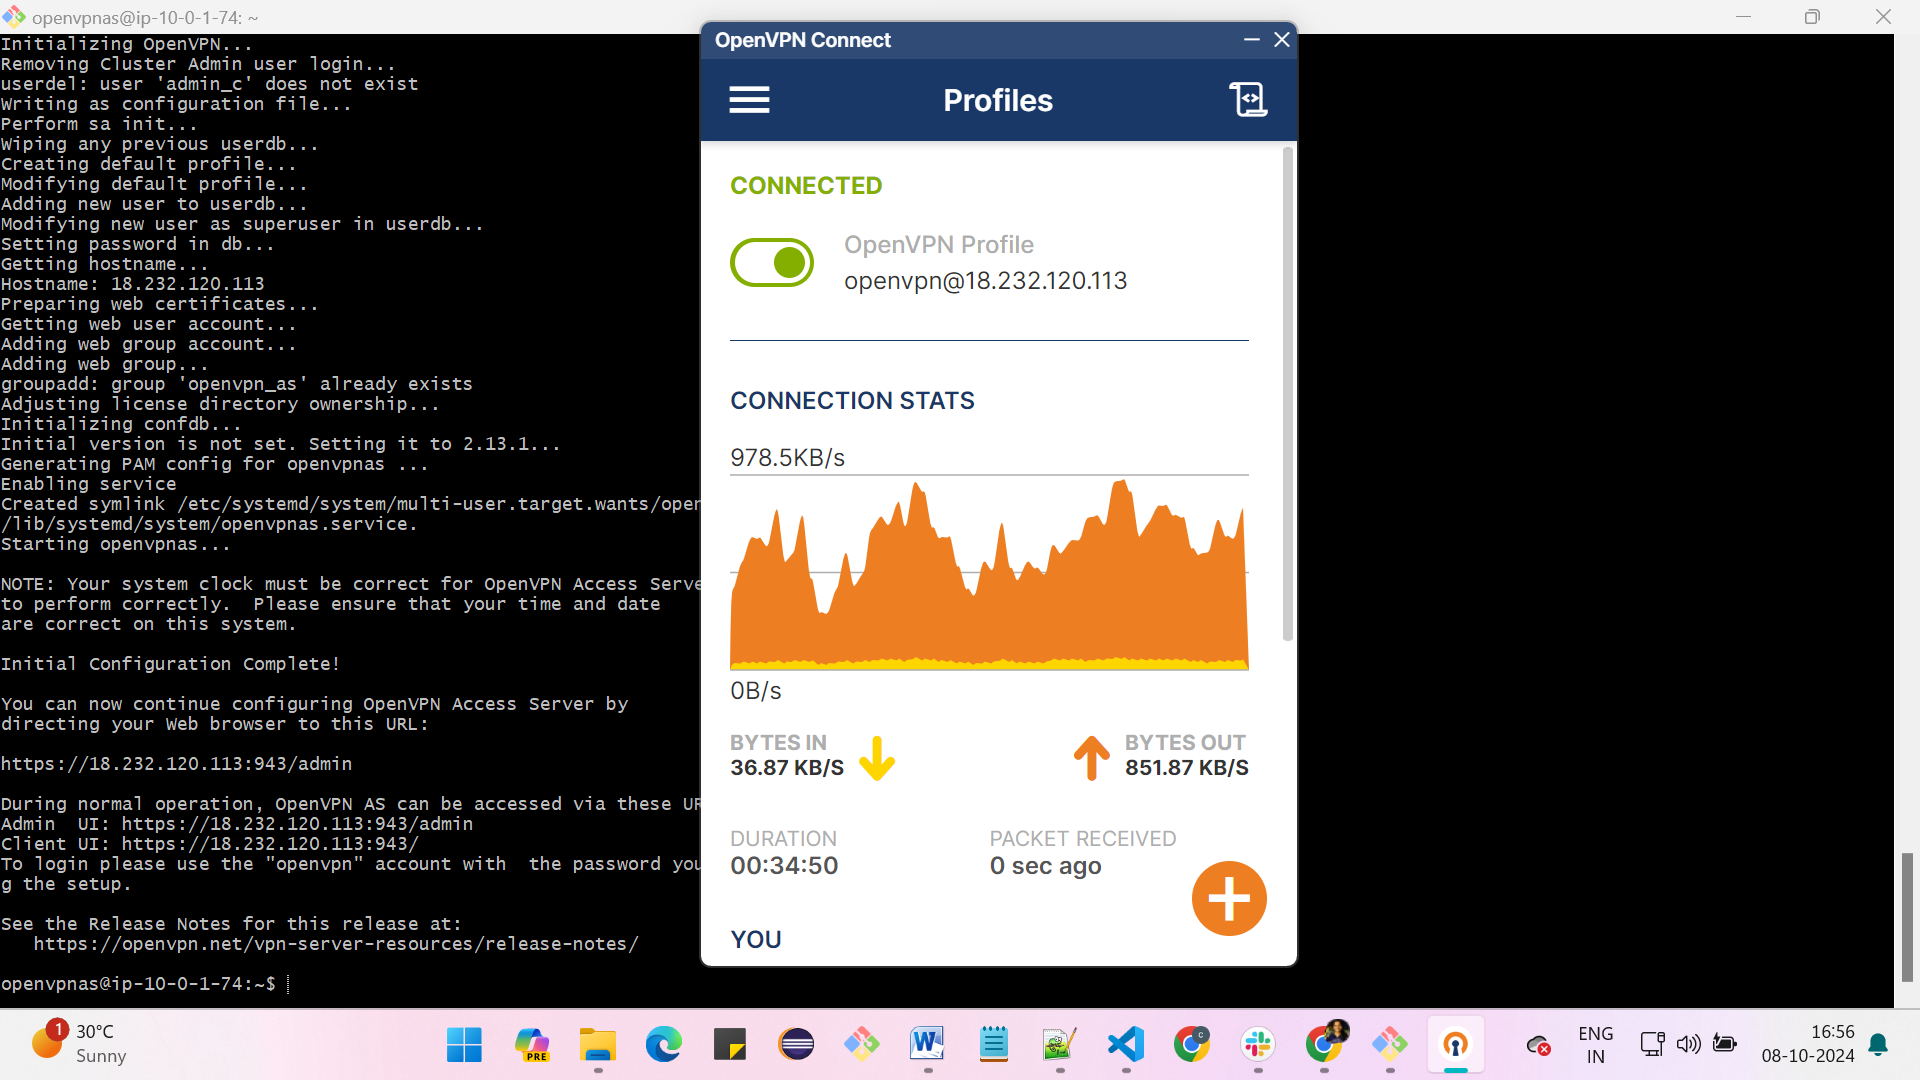 openvpnas@ip-10-0-1-74: ~
Initializing OpenVPN...
Removing Cluster Admin user login...
userdel: user 'admin_c' does not exist
Writing as configuration file...
Perform sa init...
Wiping any previous userdb...
Creating default profile...
Modifying default profile...
Adding new user to userdb...
Modifying new user as superuser in userdb...
Setting password in db...
Getting hostname...
Hostname: 18.232.120.113
Preparing web certificates...
Getting web user account...
Adding web group account...
Adding web group...
groupadd: group 'openvpn_as' already exists
Adjusting license directory ownership...
Initializing confdb...
Initial version is not set. Setting it to 2.13.1...
Generating PAM config for openvpnas ...
Enabling service
Created symlink /etc/systemd/system/multi-user.target.wants/oper
/lib/systemd/system/openvpnas.service.
Starting openvpnas...
NOTE: Your system clock must be correct for OpenVPN Access Serve
to perform correctly.  Please ensure that your time and date
are correct on this system.
Initial Configuration Complete!
You can now continue configuring OpenVPN Access Server by
directing your Web browser to this URL:
https://18.232.120.113:943/admin
During normal operation, OpenVPN AS can be accessed via these UR
Admin  UI: https://18.232.120.113:943/admin
Client UI: https://18.232.120.113:943/
To login please use the "openvpn" account with  the password you
g the setup.
See the Release Notes for this release at:
https://openvpn.net/vpn-server-resources/release-notes/
openvpnas@ip-10-0-1-74:~$
OpenVPN Connect
Profiles
CONNECTED
OpenVPN Profile
openvpn@18.232.120.113
CONNECTION STATS
978.5KB/s
0B/s
BYTES IN
36.87 KB/S
BYTES OUT
851.87 KB/S
DURATION
00:34:50
PACKET RECEIVED
0 sec ago
YOU
1
30°C
Sunny
PRE
W
C
ENG
IN
16:56
08-10-2024